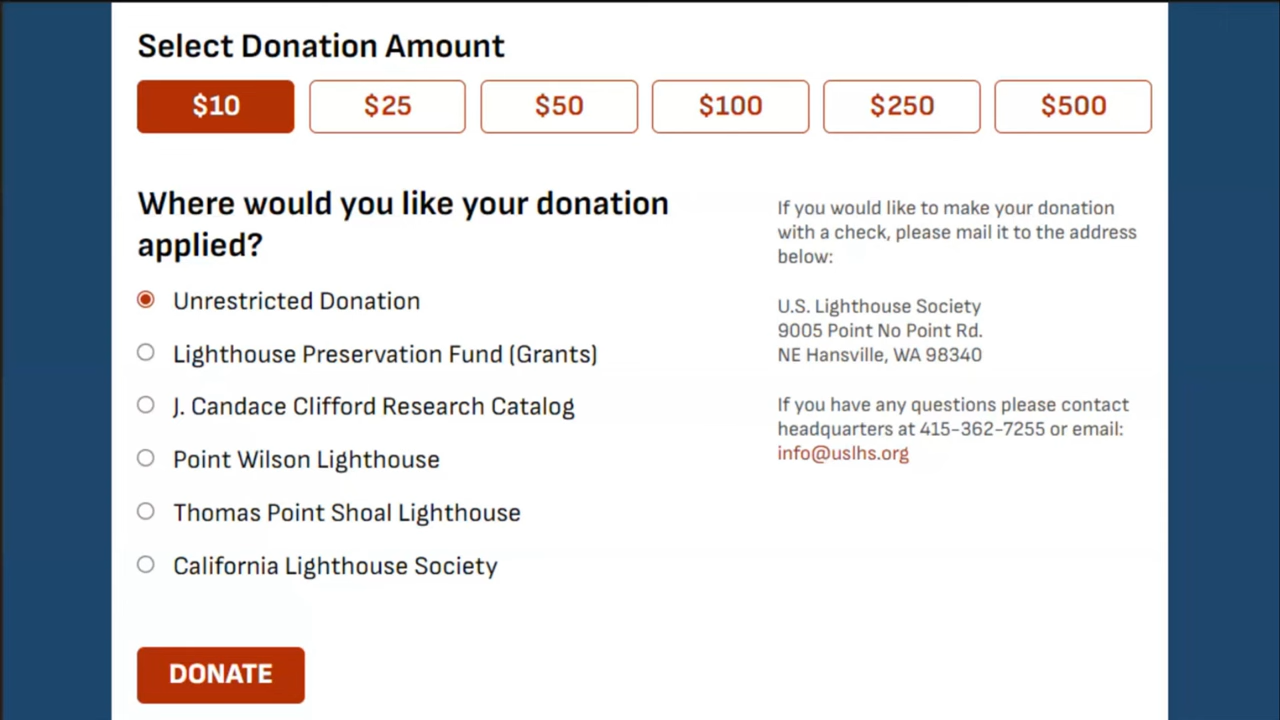 Select Donation Amount
$10
$25
$50
$100
$250
$500
Where would you like your donation
applied?
Unrestricted Donation
Lighthouse Preservation Fund (Grants)
J. Candace Clifford Research Catalog
Point Wilson Lighthouse
Thomas Point Shoal Lighthouse
California Lighthouse Society
DONATE
If you would like to make your donation
with a check, please mail it to the address
below:
U.S. Lighthouse Society
9005 Point No Point Rd.
NE Hansville, WA 98340
If you have any questions please contact
headquarters at 415-362-7255 or email:
info@uslhs.org